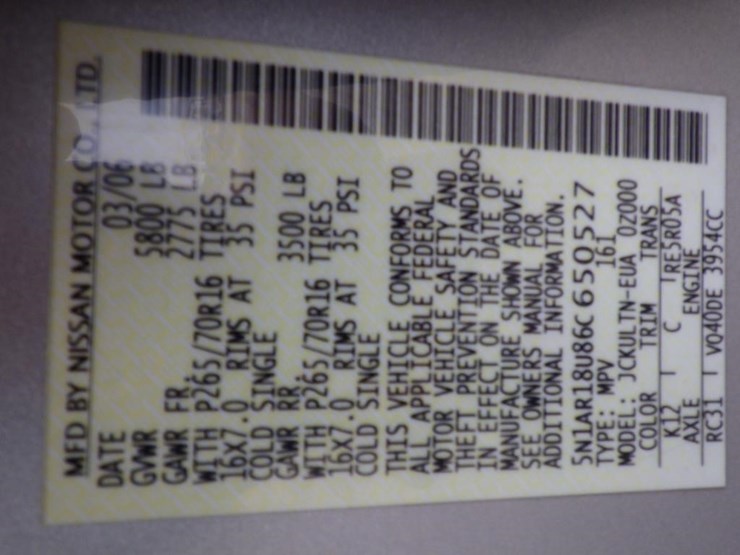 MFD BY NISSAN MOTOR CO., LTD.
DATE 03/06
GVWR 5800 LB
GAWR FR. 2775 LB
WITH P265/70R16 TIRES
16X7.0 RIMS AT 35 PSI
COLD SINGLE
GAWR RR. 3500 LB
WITH P265/70R16 TIRES
16X7.0 RIMS AT 35 PSI
COLD SINGLE
THIS VEHICLE CONFORMS TO
ALL APPLICABLE FEDERAL
MOTOR VEHICLE SAFETY AND
THEFT PREVENTION STANDARDS
IN EFFECT ON THE DATE OF
MANUFACTURE SHOWN ABOVE.
SEE OWNERS MANUAL FOR
ADDITIONAL INFORMATION.
5N1AR18U86C650527
TYPE: MPV 161
MODEL: JCKULTN-EUA 0Z000
COLOR TRIM TRANS
K12 C RE5R05A
AXLE ENGINE
RC31 VQ40DE 3954CC